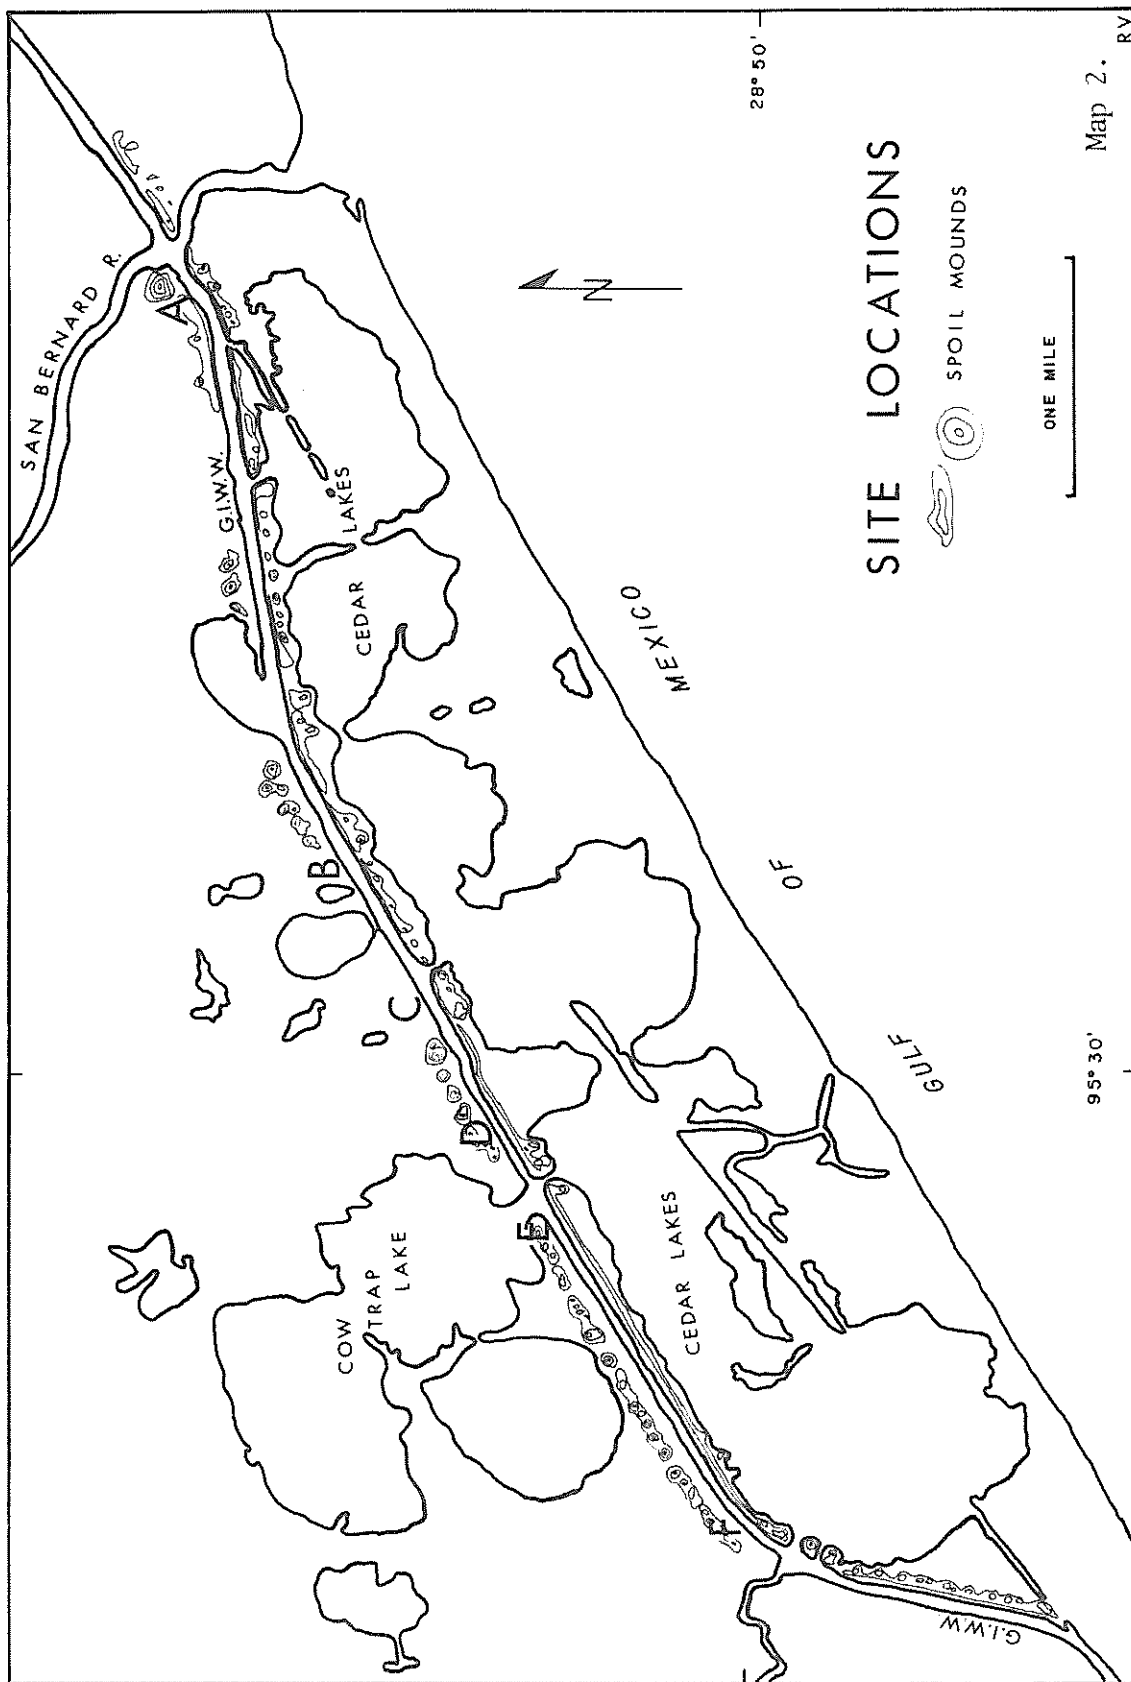 SAN BERNARD R.
A
G.I.W.W.
CEDAR
LAKES
B
C
D
E
F
COW
TRAP
LAKE
CEDAR LAKES
GULF
OF
MEXICO
G.I.W.W
N
28° 50'
95° 30'
SITE LOCATIONS
SPOIL MOUNDS
ONE MILE
Map 2.
RV